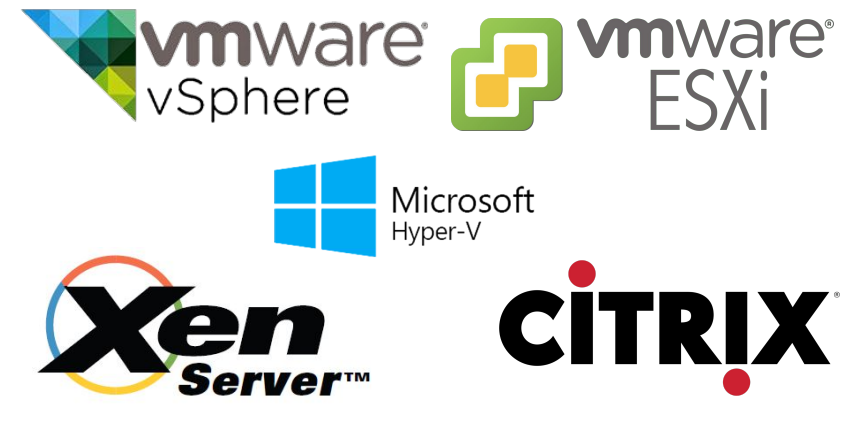 vmware®
vSphere
vmware®
ESXi
Microsoft
Hyper-V
Xen
Server™
CiTRIX®